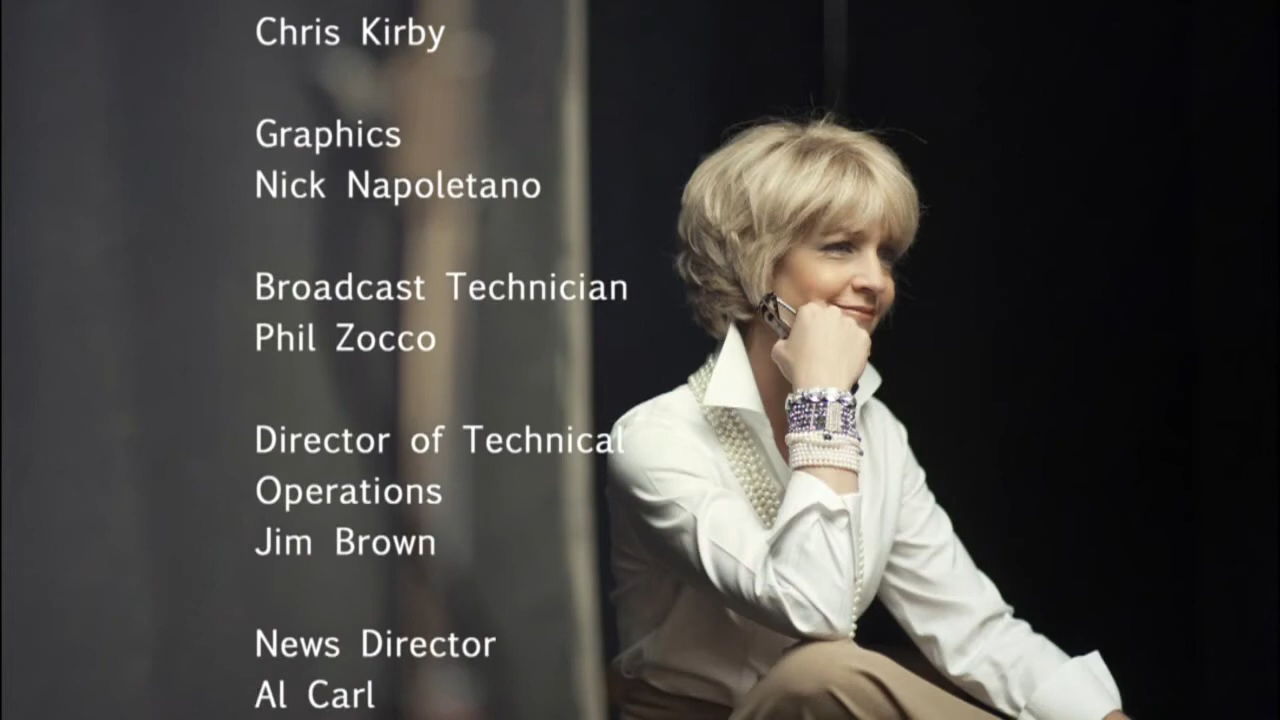 Chris Kirby
Graphics
Nick Napoletano
Broadcast Technician
Phil Zocco
Director of Technical
Operations
Jim Brown
News Director
Al Carl